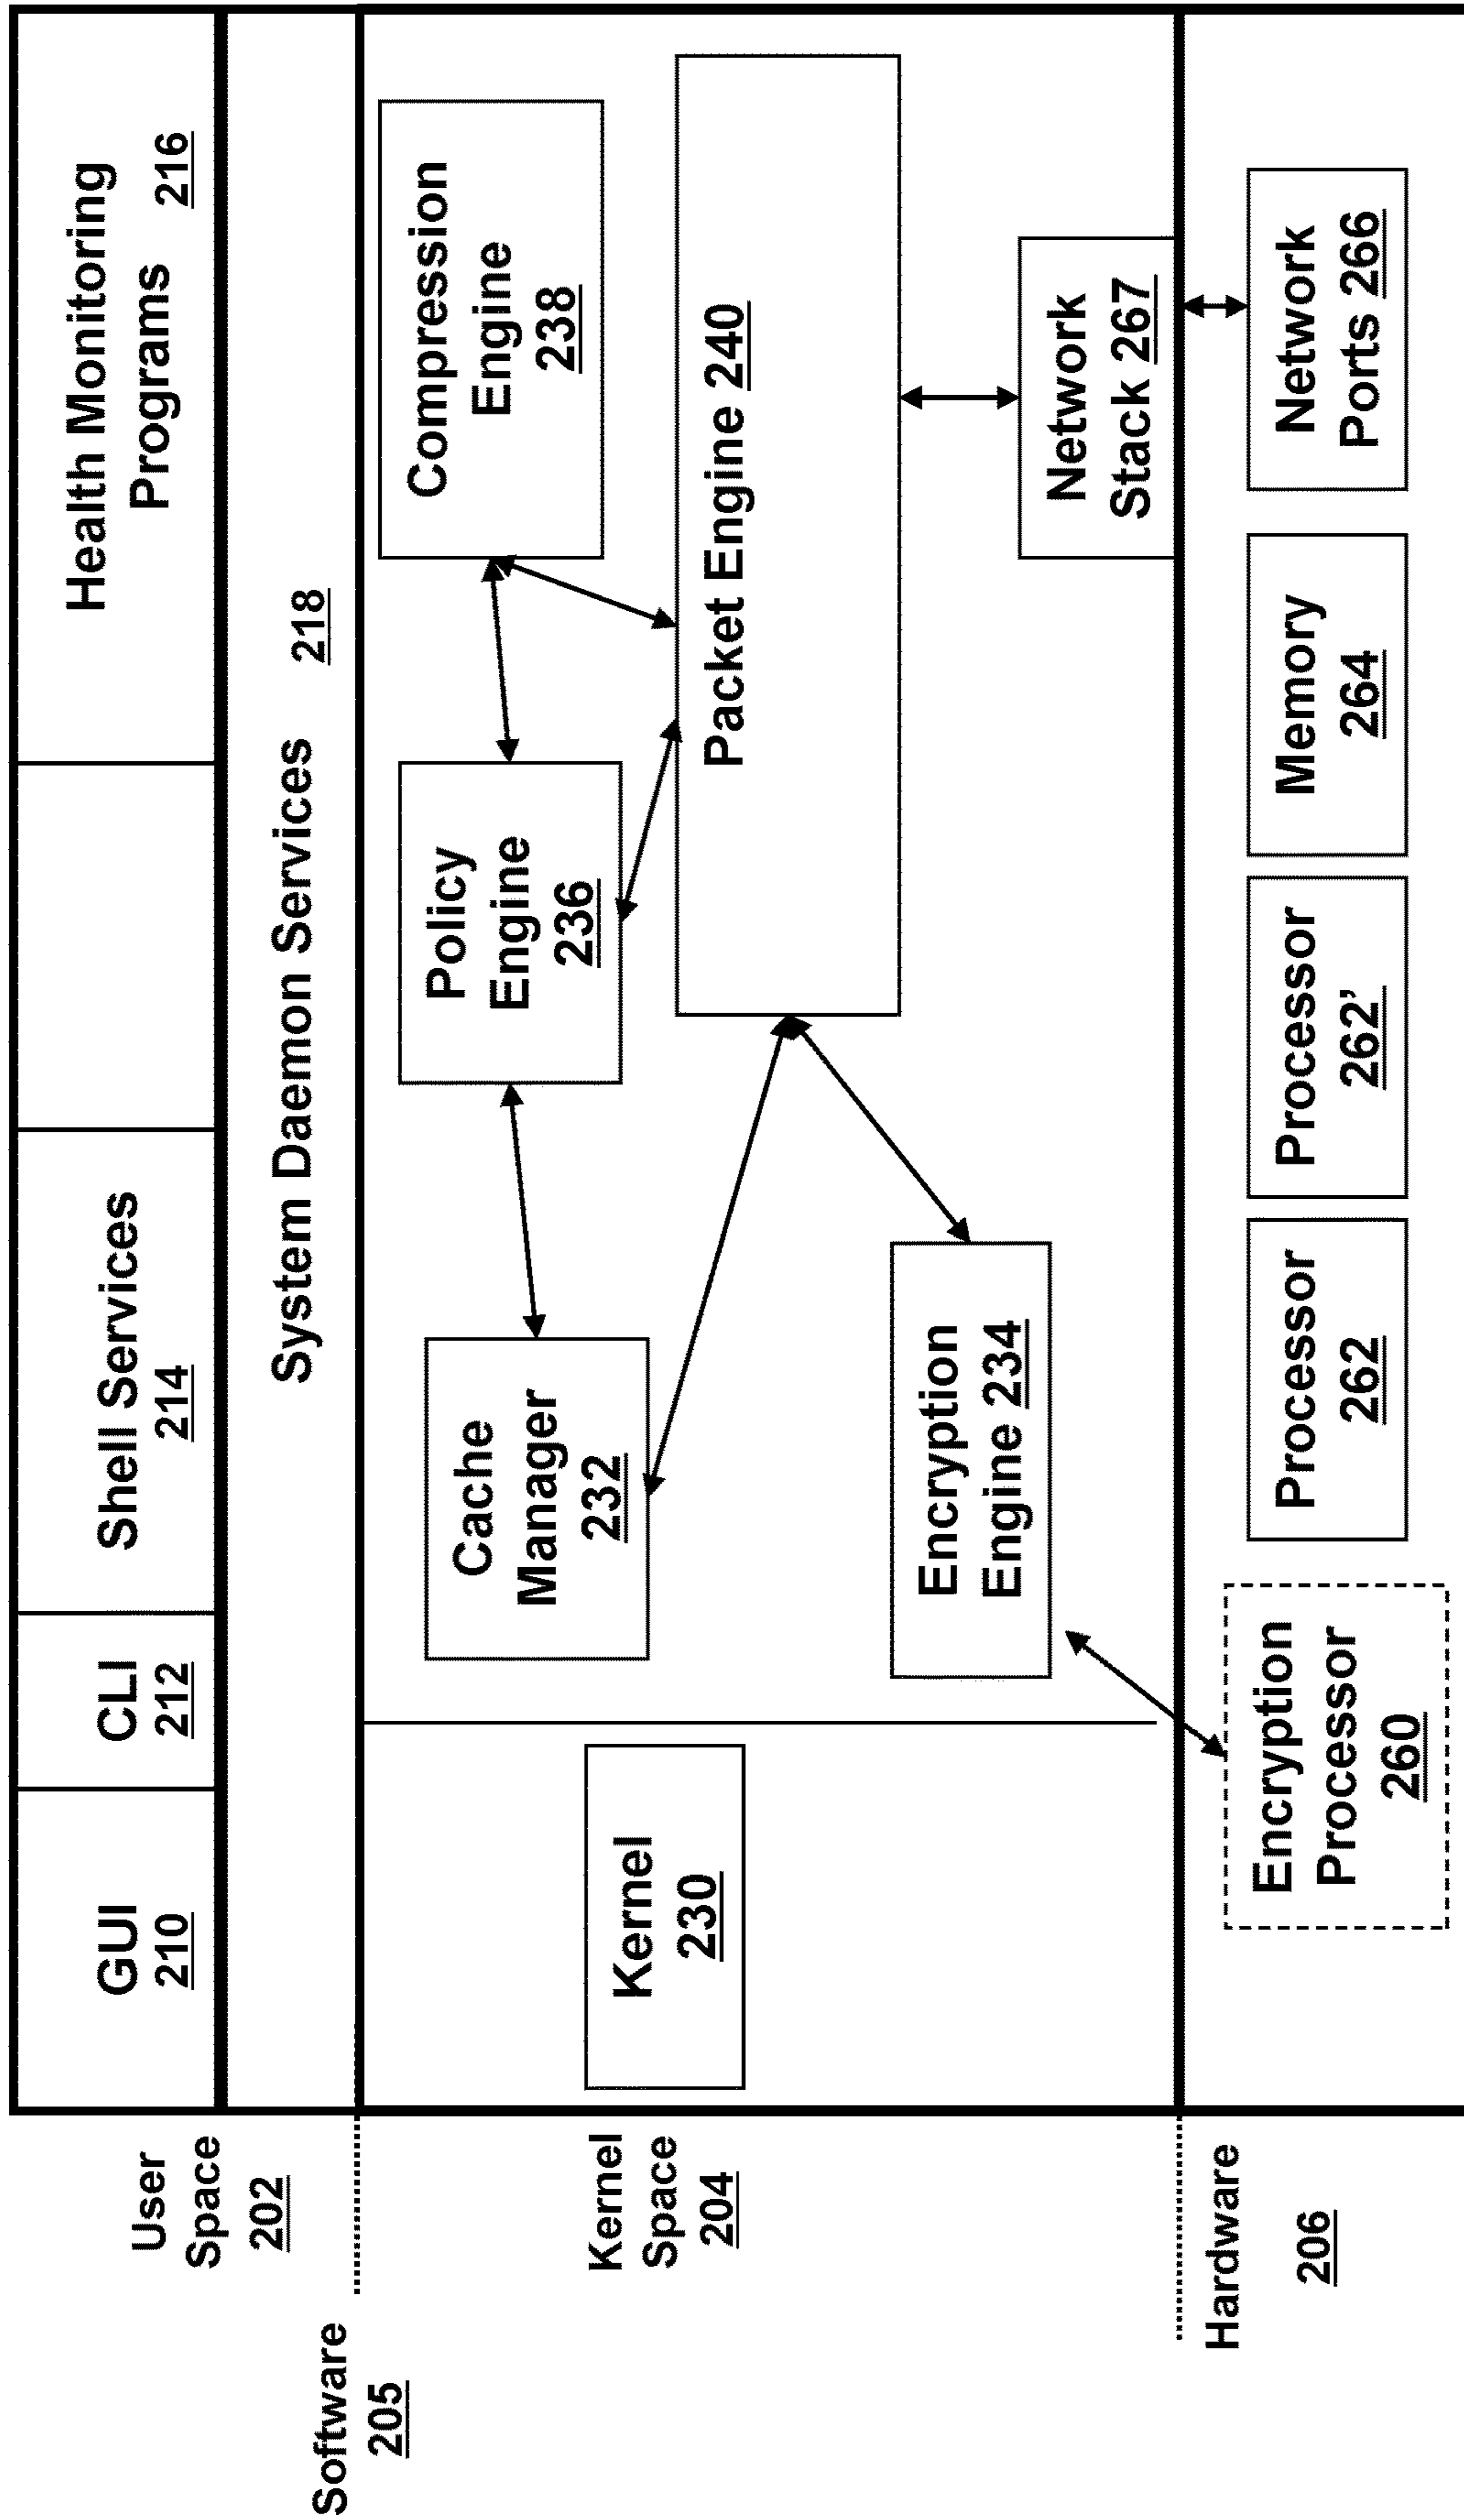 Software
205
User
Space
202
Kernel
Space
204
Hardware
206
GUI
210
CLI
212
Shell Services
214
Health Monitoring
Programs 216
System Daemon Services 218
Kernel
230
Cache
Manager
232
Policy
Engine
236
Compression
Engine
238
Packet Engine 240
Encryption
Engine 234
Network
Stack 267
Encryption
Processor
260
Processor
262
Processor
262'
Memory
264
Network
Ports 266